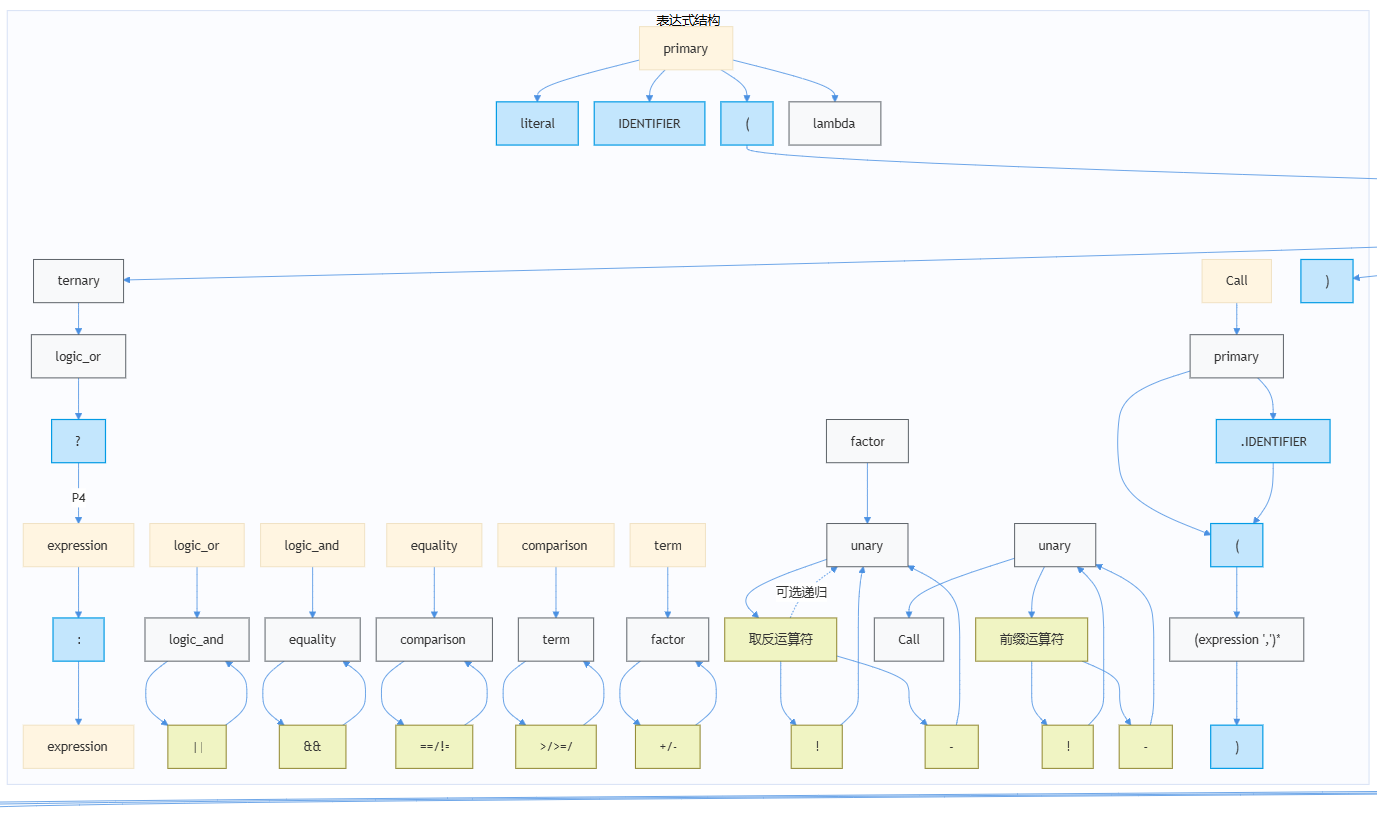 表达式结构
primary
literal
IDENTIFIER
(
lambda
ternary
Call
)
logic_or
primary
?
factor
.IDENTIFIER
P4
expression
logic_or
logic_and
equality
comparison
term
unary
unary
(
可选递归
:
logic_and
equality
comparison
term
factor
取反运算符
Call
前缀运算符
(expression ',')*
expression
||
&&
==/!=
>/>=/
+/-
!
-
!
-
)